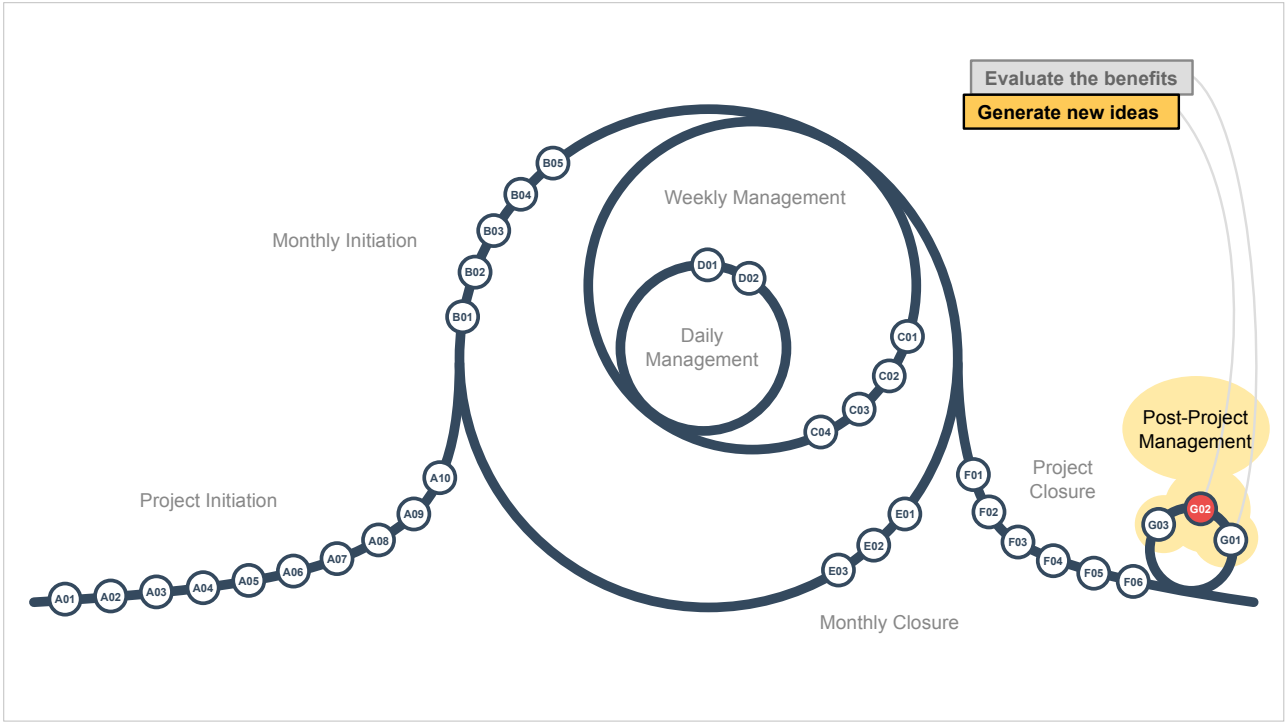 Evaluate the benefits
Generate new ideas
B05
B04
B03
B02
B01
Monthly Initiation
Weekly Management
D01
D02
Daily
Management
C01
C02
C03
C04
Post-Project
Management
A10
A09
A08
A07
A06
A05
A04
A03
A02
A01
Project Initiation
E01
E02
E03
Monthly Closure
Project
Closure
F01
F02
F03
F04
F05
F06
G03
G02
G01